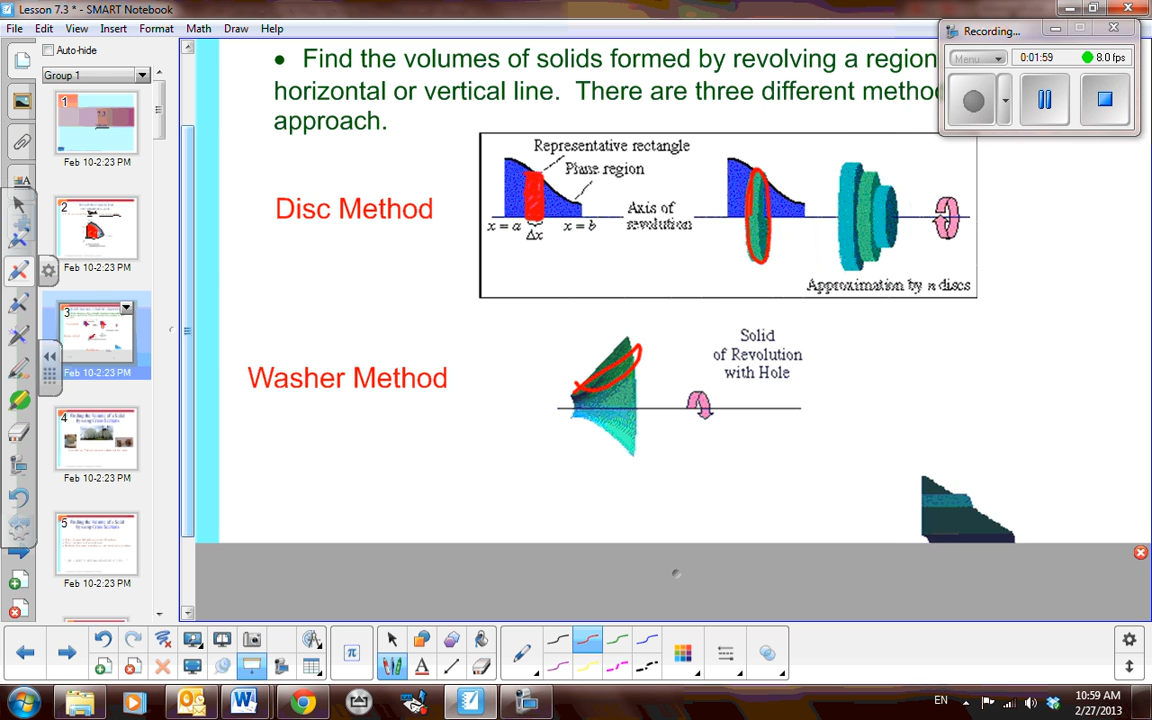 Lesson 7.3 * - SMART Notebook
File Edit View Insert Format Math Draw Help
Auto-hide
Group 1
1
Feb 10-2:23 PM
2
Feb 10-2:23 PM
3
Feb 10-2:23 PM
4
Feb 10-2:23 PM
5
Feb 10-2:23 PM
Recording...
Menu
0:01:59
8.0 fps
• Find the volumes of solids formed by revolving a region
horizontal or vertical line. There are three different metho
approach.
Disc Method
Representative rectangle
Plane region
Axis of
revolution
x = a
Δx
x = b
Approximation by n discs
Washer Method
Solid
of Revolution
with Hole
π
A
EN
10:59 AM
2/27/2013